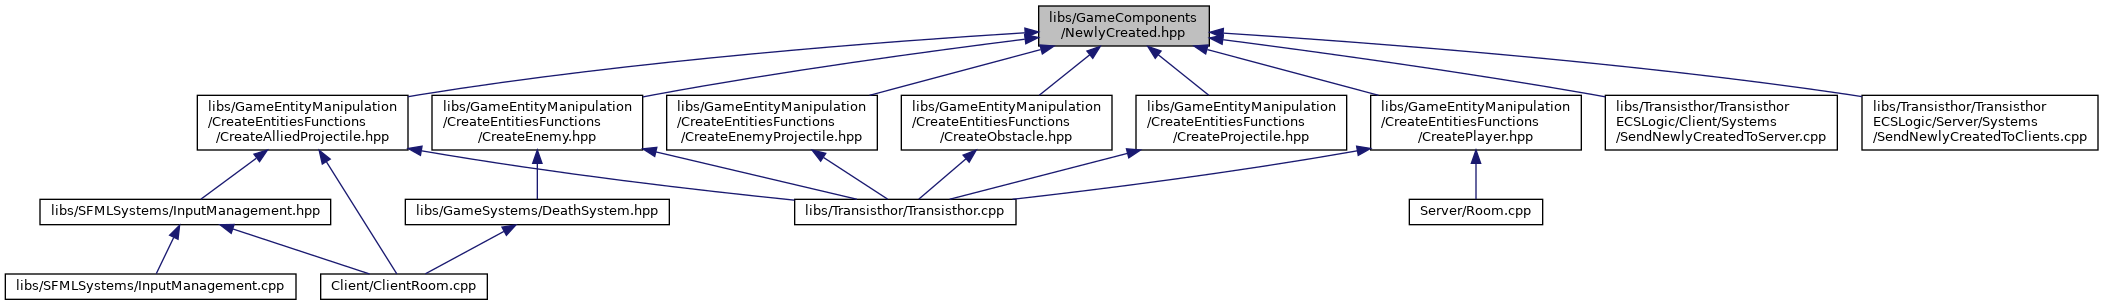 libs/GameComponents
/NewlyCreated.hpp
libs/GameEntityManipulation
/CreateEntitiesFunctions
/CreateAlliedProjectile.hpp
libs/GameEntityManipulation
/CreateEntitiesFunctions
/CreateEnemy.hpp
libs/GameEntityManipulation
/CreateEntitiesFunctions
/CreateEnemyProjectile.hpp
libs/GameEntityManipulation
/CreateEntitiesFunctions
/CreateObstacle.hpp
libs/GameEntityManipulation
/CreateEntitiesFunctions
/CreateProjectile.hpp
libs/GameEntityManipulation
/CreateEntitiesFunctions
/CreatePlayer.hpp
libs/Transisthor/Transisthor
ECSLogic/Client/Systems
/SendNewlyCreatedToServer.cpp
libs/Transisthor/Transisthor
ECSLogic/Server/Systems
/SendNewlyCreatedToClients.cpp
libs/SFMLSystems/InputManagement.hpp
libs/GameSystems/DeathSystem.hpp
libs/Transisthor/Transisthor.cpp
Server/Room.cpp
libs/SFMLSystems/InputManagement.cpp
Client/ClientRoom.cpp